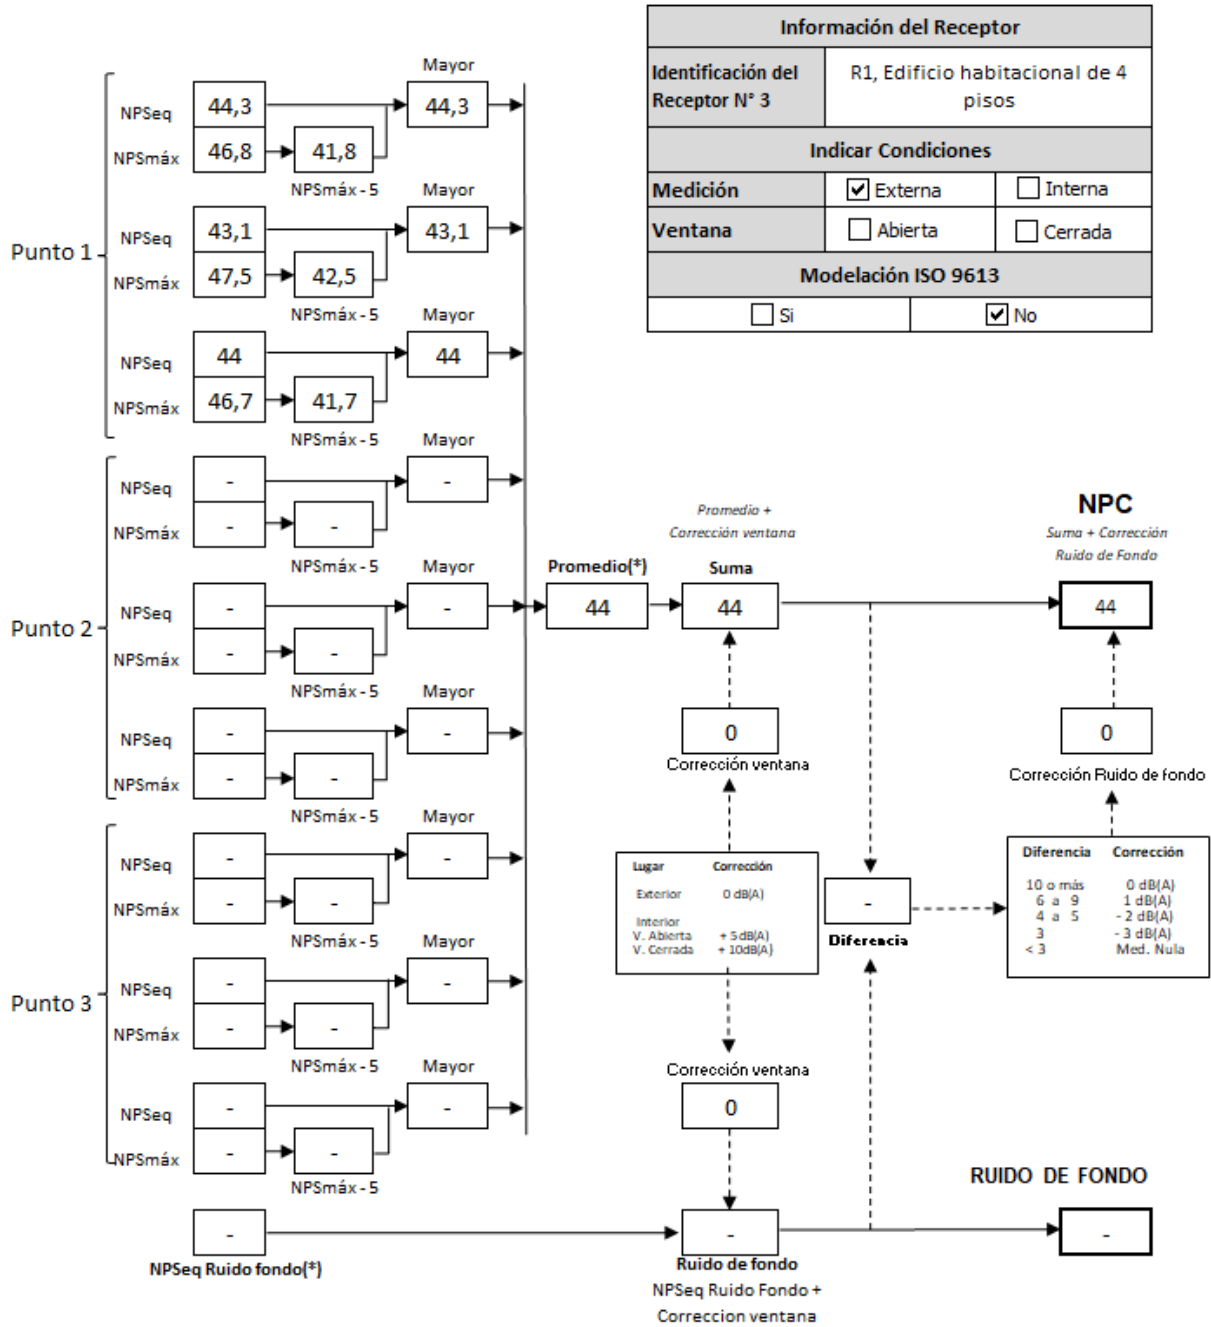 Información del Receptor
Identificación del Receptor N° 3
R1, Edificio habitacional de 4 pisos
Indicar Condiciones
Medición
Externa
Interna
Ventana
Abierta
Cerrada
Modelación ISO 9613
Si
No
Punto 1
Mayor
NPSeq
44,3
44,3
NPSmáx
46,8
41,8
NPSmáx - 5
Mayor
NPSeq
43,1
43,1
NPSmáx
47,5
42,5
NPSmáx - 5
Mayor
NPSeq
44
44
NPSmáx
46,7
41,7
NPSmáx - 5
Punto 2
Mayor
NPSeq
-
-
NPSmáx
-
-
NPSmáx - 5
Mayor
NPSeq
-
-
NPSmáx
-
-
NPSmáx - 5
Mayor
NPSeq
-
-
NPSmáx
-
-
NPSmáx - 5
Punto 3
Mayor
NPSeq
-
-
NPSmáx
-
-
NPSmáx - 5
Mayor
NPSeq
-
-
NPSmáx
-
-
NPSmáx - 5
Mayor
NPSeq
-
-
NPSmáx
-
-
NPSmáx - 5
-
NPSeq Ruido fondo(*)
Promedio(*)
44
Promedio +
Corrección ventana
Suma
44
0
Corrección ventana
Lugar Corrección
Exterior 0 dB(A)
Interior
V. Abierta + 5dB(A)
V. Cerrada + 10dB(A)
Corrección ventana
0
-
Ruido de fondo
NPSeq Ruido Fondo +
Correccion ventana
-
Diferencia
NPC
Suma + Corrección
Ruido de Fondo
44
0
Corrección Ruido de fondo
Diferencia Corrección
10 o más 0 dB(A)
6 a 9 1 dB(A)
4 a 5 - 2 dB(A)
3 - 3 dB(A)
< 3 Med. Nula
RUIDO DE FONDO
-